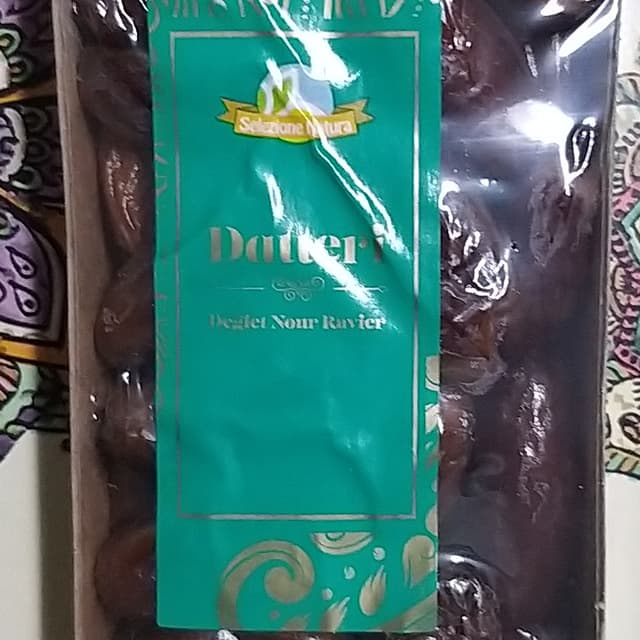 Selezione Natura
Datteri
Deglet Nour Ravier